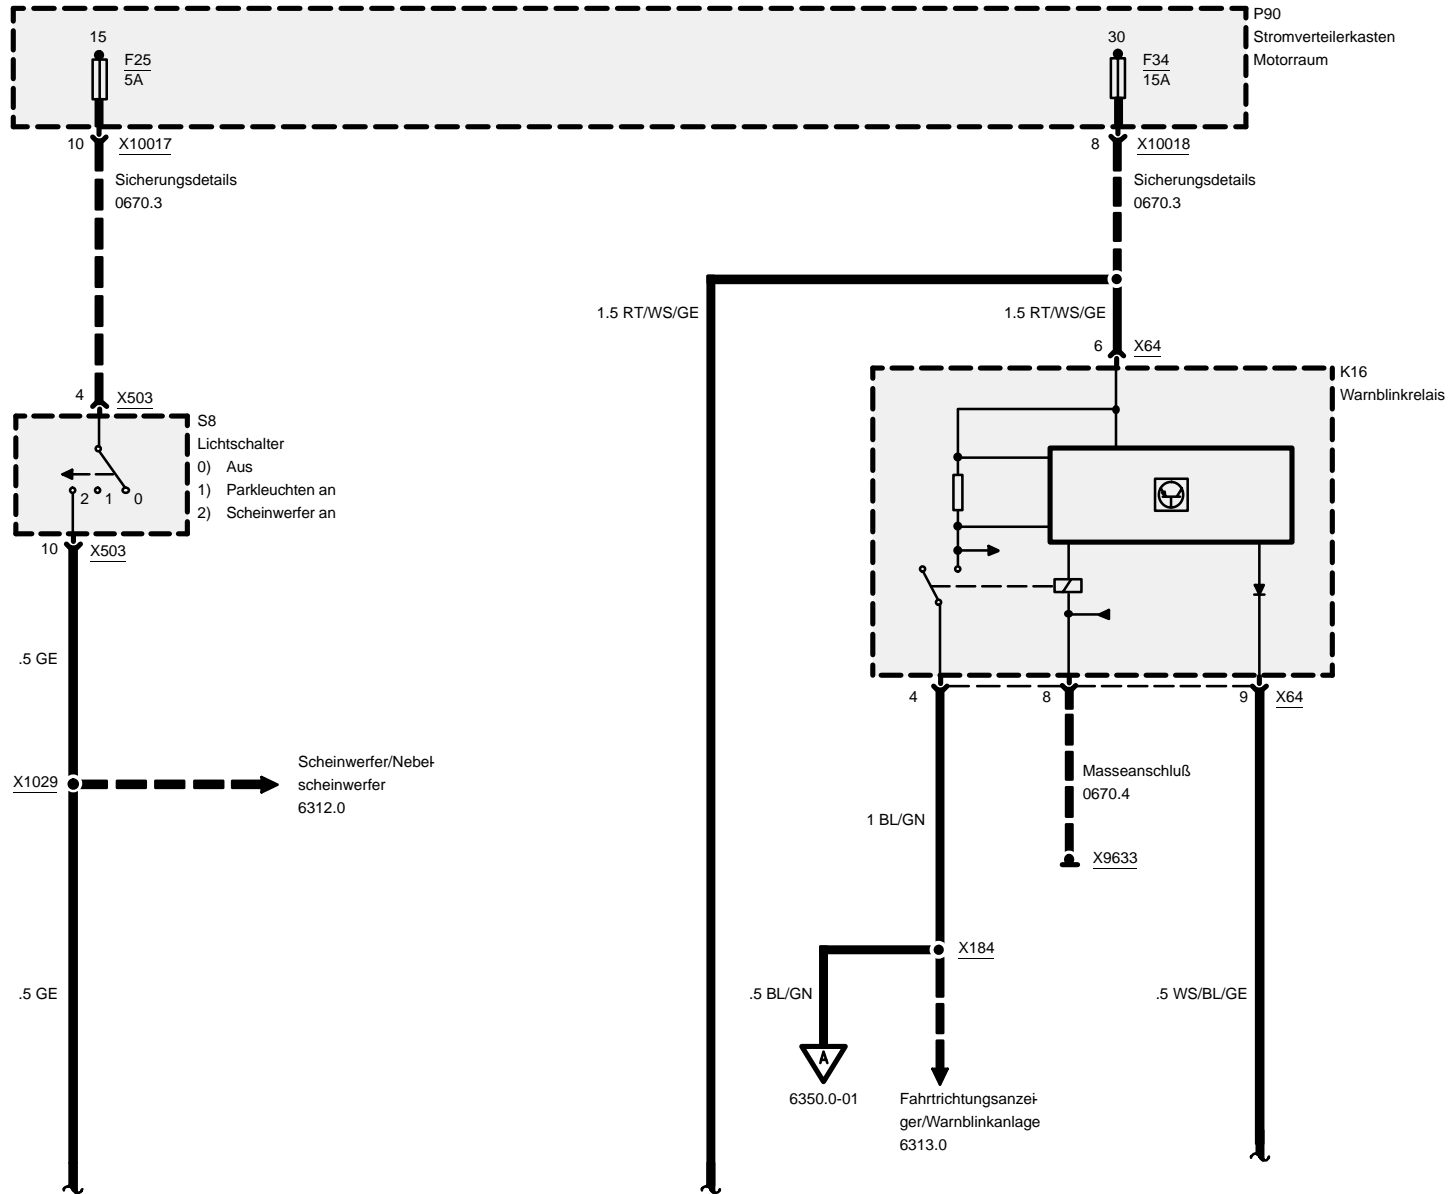 P90
Stromverteilerkasten
Motorraum
15
F25
5A
30
F34
15A
10
X10017
8
X10018
Sicherungsdetails
0670.3
Sicherungsdetails
0670.3
1.5 RT/WS/GE
1.5 RT/WS/GE
6
X64
K16
Warnblinkrelais
4
X503
S8
Lichtschalter
0) Aus
1) Parkleuchten an
2) Scheinwerfer an
2
1
0
10
X503
.5 GE
4
8
9
X64
X1029
Scheinwerfer/Nebel-
scheinwerfer
6312.0
Masseanschluß
0670.4
1 BL/GN
X9633
X184
.5 GE
.5 BL/GN
.5 WS/BL/GE
A
6350.0-01
Fahrtrichtungsanzei-
ger/Warnblinkanlage
6313.0